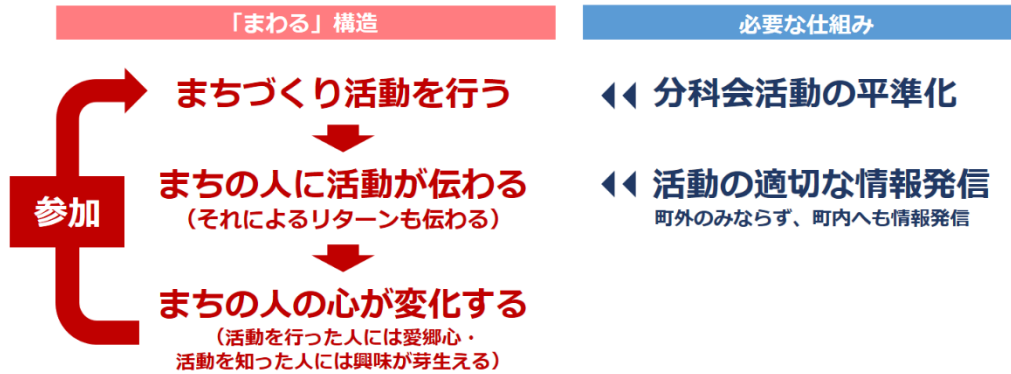 「まわる」構造
必要な仕組み
まちづくり活動を行う
分科会活動の平準化
まちの人に活動が伝わる
（それによるリターンも伝わる）
活動の適切な情報発信
町外のみならず、町内へも情報発信
参加
まちの人の心が変化する
（活動を行った人には愛郷心・
活動を知った人には興味が芽生える）